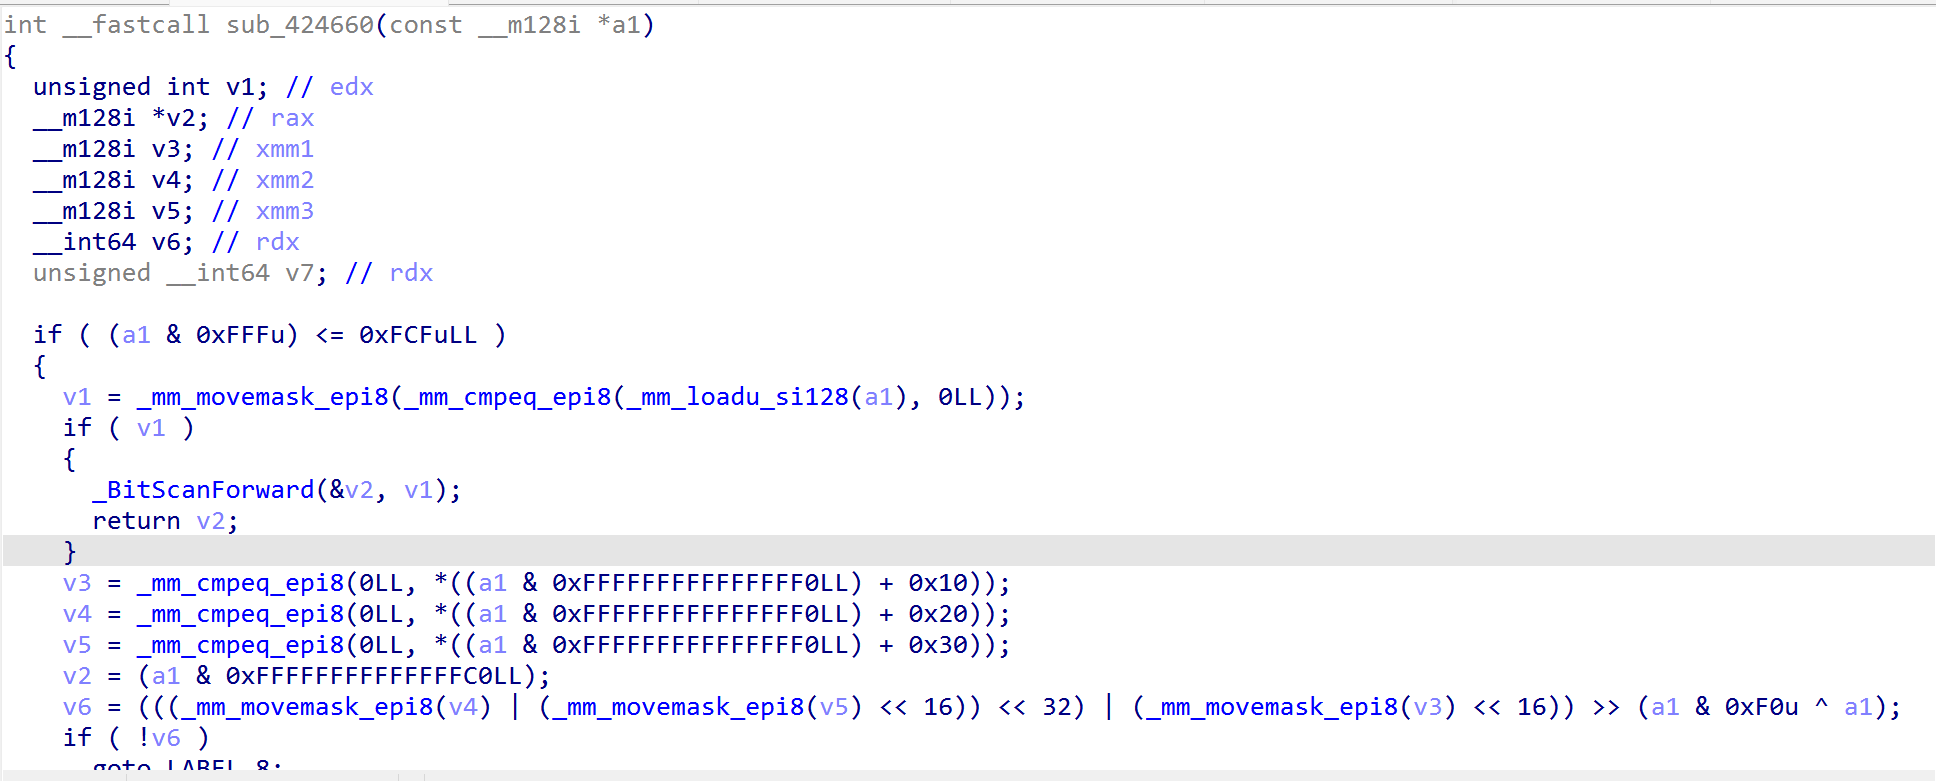 int __fastcall sub_424660(const __m128i *a1)
{
  unsigned int v1; // edx
  __m128i *v2; // rax
  __m128i v3; // xmm1
  __m128i v4; // xmm2
  __m128i v5; // xmm3
  __int64 v6; // rdx
  unsigned __int64 v7; // rdx

  if ( (a1 & 0xFFFu) <= 0xFCFuLL )
  {
    v1 = _mm_movemask_epi8(_mm_cmpeq_epi8(_mm_loadu_si128(a1), 0LL));
    if ( v1 )
    {
      _BitScanForward(&v2, v1);
      return v2;
    }
    v3 = _mm_cmpeq_epi8(0LL, *((a1 & 0xFFFFFFFFFFFFFFF0LL) + 0x10));
    v4 = _mm_cmpeq_epi8(0LL, *((a1 & 0xFFFFFFFFFFFFFFF0LL) + 0x20));
    v5 = _mm_cmpeq_epi8(0LL, *((a1 & 0xFFFFFFFFFFFFFFF0LL) + 0x30));
    v2 = (a1 & 0xFFFFFFFFFFFFFFC0LL);
    v6 = (((_mm_movemask_epi8(v4) | (_mm_movemask_epi8(v5) << 16)) << 32) | (_mm_movemask_epi8(v3) << 16)) >> (a1 & 0xF0u ^ a1);
    if ( !v6 )
      goto LABEL_8;